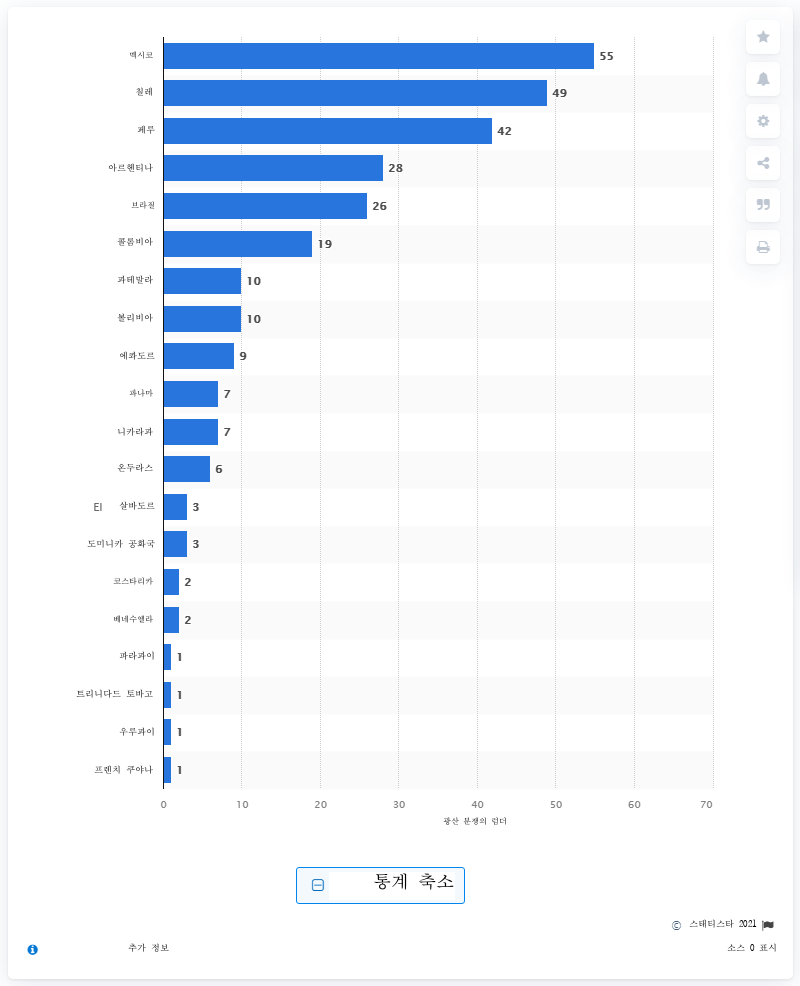 멕시코 55
칠레 49
페루 42
아르헨티나 28
브라질 26
콜롬비아 19
과테말라 10
볼리비아 10
에콰도르 9
파나마 7
니카라과 7
온두라스 6
El 살바도르 3
도미니카 공화국 3
코스타리카 2
베네수엘라 2
파라과이 1
트리니다드 토바고 1
우루과이 1
프렌치 쿠야나 1
0 10 20 30 40 50 60 70
광산 분쟁의 럼더
통계 축소
© 스태티스타 2021
추가 정보 소스 0 표시